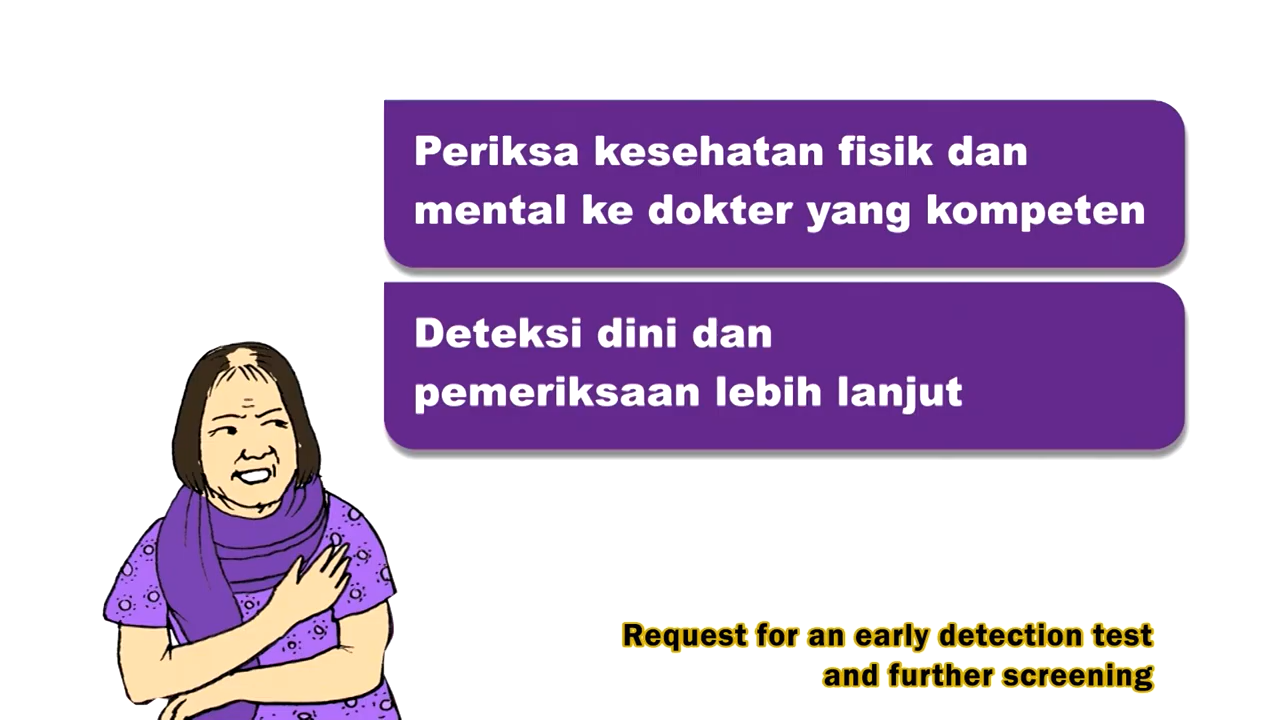 Periksa kesehatan fisik dan
mental ke dokter yang kompeten
Deteksi dini dan
pemeriksaan lebih lanjut
Request for an early detection test
and further screening